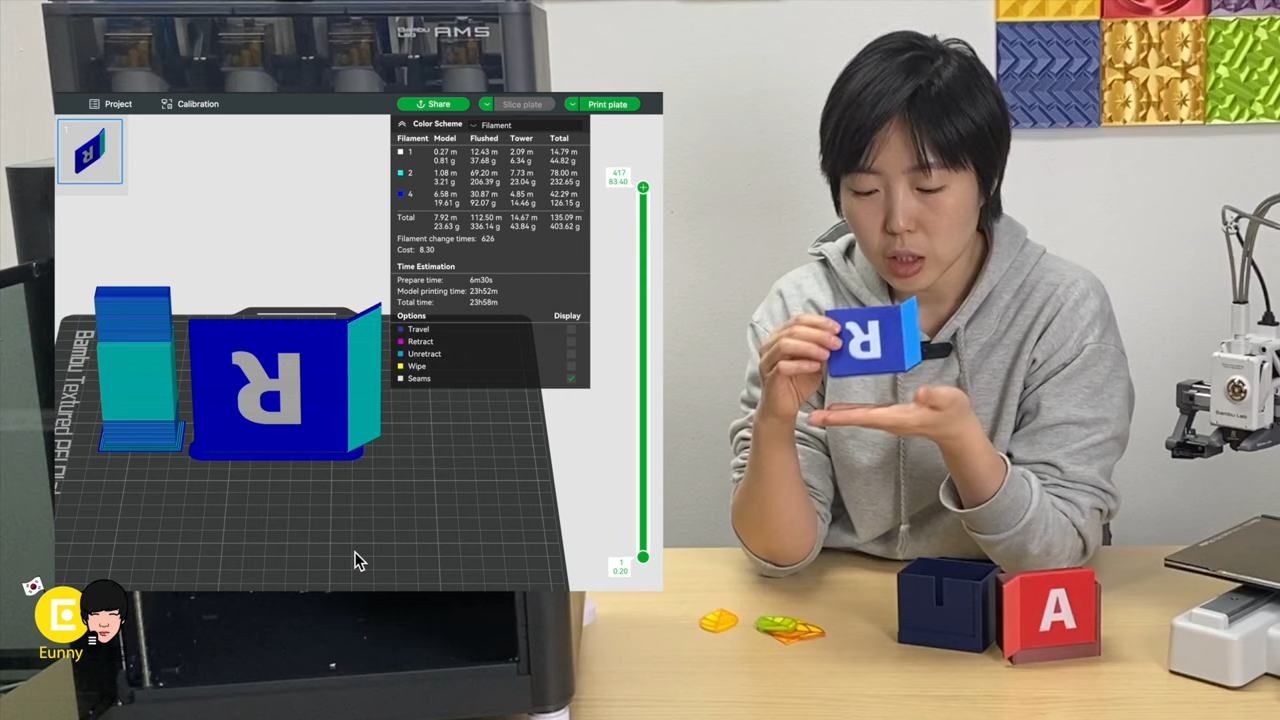 Bambu Lab AMS
Project
Calibration
Share
Slice plate
Print plate
1
Color Scheme
Filament
Filament Model Flushed Tower Total
1 0.27 m 12.43 m 2.09 m 14.79 m
0.81 g 37.68 g 6.34 g 44.82 g
2 1.08 m 69.20 m 7.73 m 78.00 m
3.21 g 206.39 g 23.04 g 232.65 g
4 6.58 m 30.87 m 4.85 m 42.29 m
19.61 g 92.07 g 14.46 g 126.15 g
Total 7.92 m 112.50 m 14.67 m 135.09 m
23.63 g 336.14 g 43.84 g 403.62 g
Filament change times: 626
Cost: 8.30
Time Estimation
Prepare time: 6m30s
Model printing time: 23h52m
Total time: 23h58m
Options Display
Travel
Retract
Unretract
Wipe
Seams
417
83.40
1
0.20
Bambu Textured
R
R
A
Bambu Lab
E
Eunny